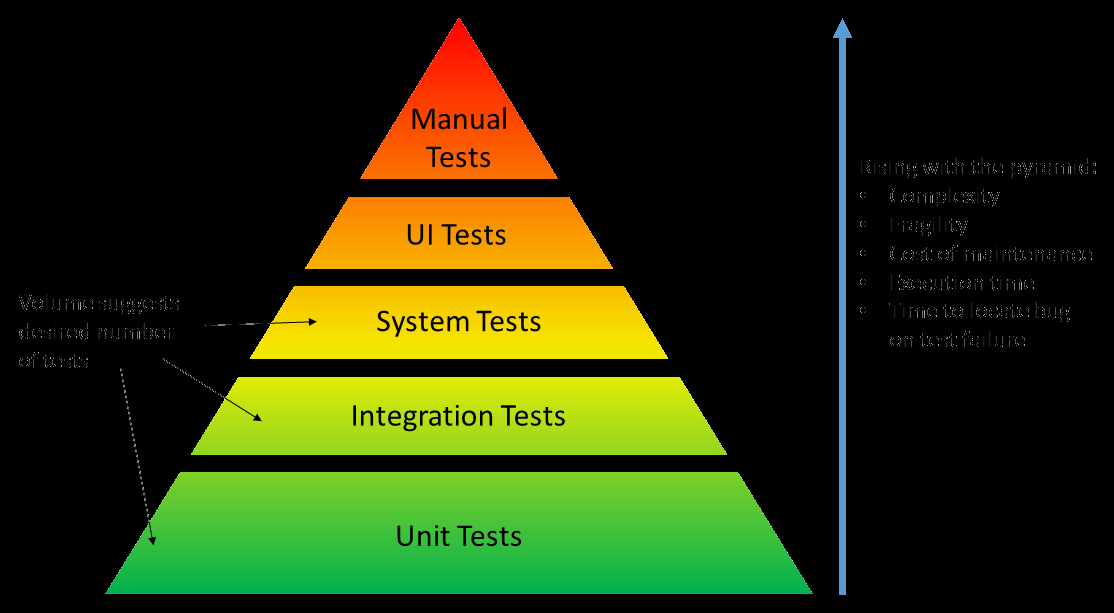 Manual
Tests
UI Tests
System Tests
Integration Tests
Unit Tests
Volume suggests
desired number
of tests
Rising with the pyramid:
• Complexity
• Fragility
• Cost of maintenance
• Execution time
• Time to locate bug
on test failure